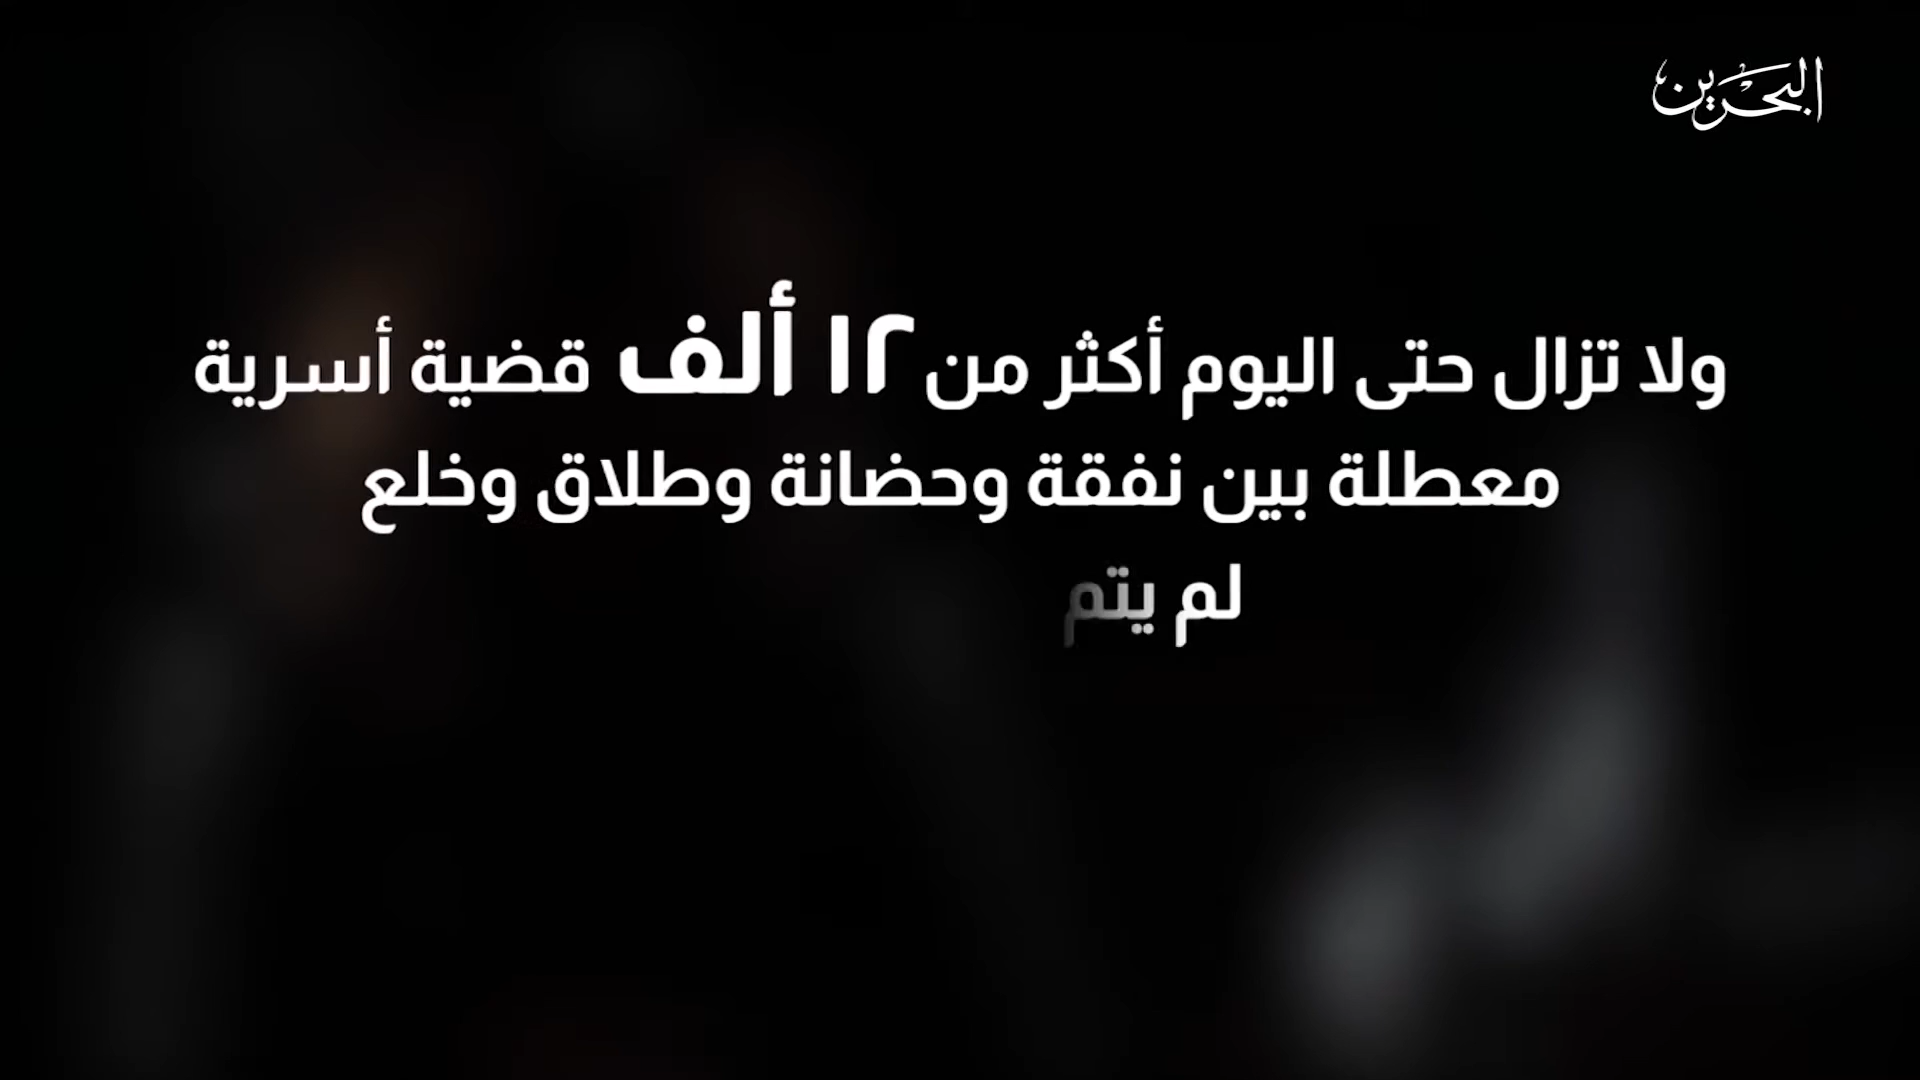 البحرين
ولا تزال حتى اليوم أكثر من ١٢ ألف قضية أسرية
معطلة بين نفقة وحضانة وطلاق وخلع
لم يتم